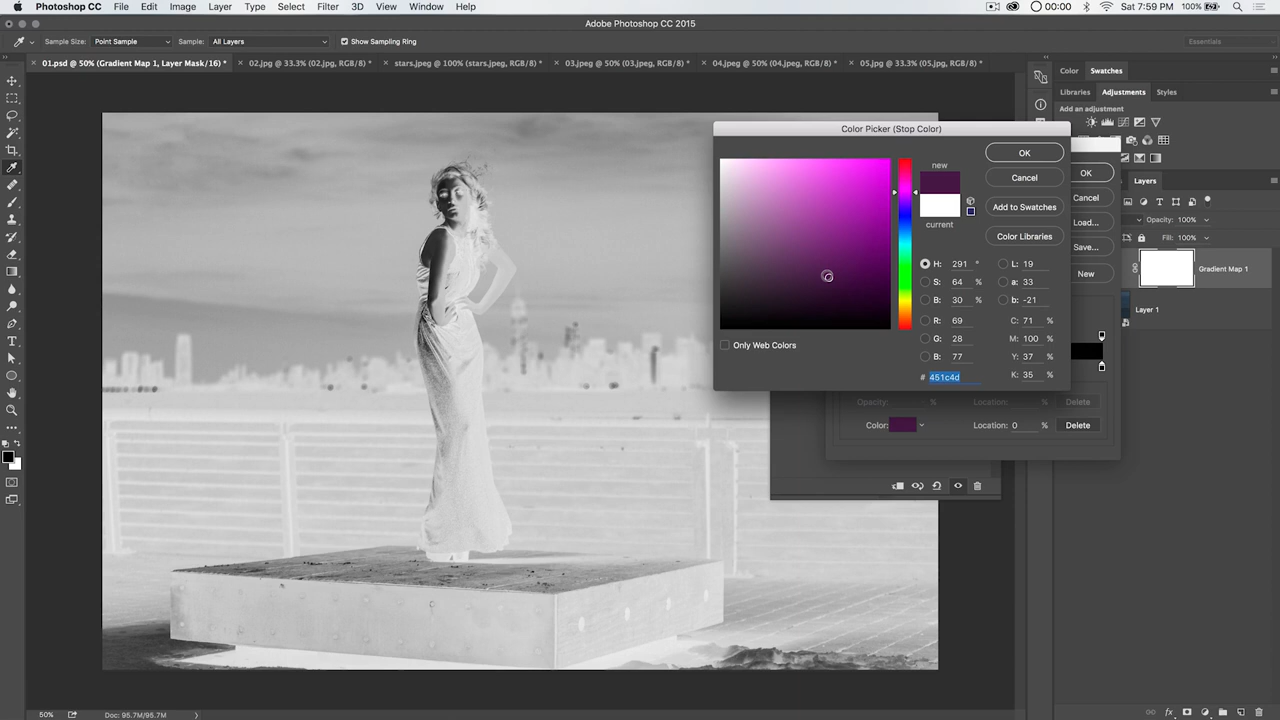 Photoshop CC File Edit Image Layer Type Select Filter 3D View Window Help 00:00 Sat 7:59 PM 100%
Adobe Photoshop CC 2015
Sample Size: Point Sample Sample: All Layers Show Sampling Ring Essentials
01.psd @ 50% (Gradient Map 1, Layer Mask/16) * 02.jpg @ 33.3% (02.jpg, RGB/8) * stars.jpeg @ 100% (stars.jpeg, RGB/8) * 03.jpeg @ 50% (03.jpeg, RGB/8) * 04.jpeg @ 50% (04.jpeg, RGB/8) * 05.jpg @ 33.3% (05.jpg, RGB/8) *
Color Swatches
Libraries Adjustments Styles
Add an adjustment
Color Picker (Stop Color)
new
current
OK
Cancel
Add to Swatches
Color Libraries
H: 291 ° L: 19
S: 64 % a: 33
B: 30 % b: -21
R: 69 C: 71 %
G: 28 M: 100 %
B: 77 Y: 37 %
# 451c4d K: 35 %
Only Web Colors
OK
Cancel
Load...
Save...
New
Opacity: % Location: % Delete
Color: Location: 0 % Delete
Layers
Opacity: 100%
Fill: 100%
Gradient Map 1
Layer 1
50% Doc: 95.7M/95.7M
fx